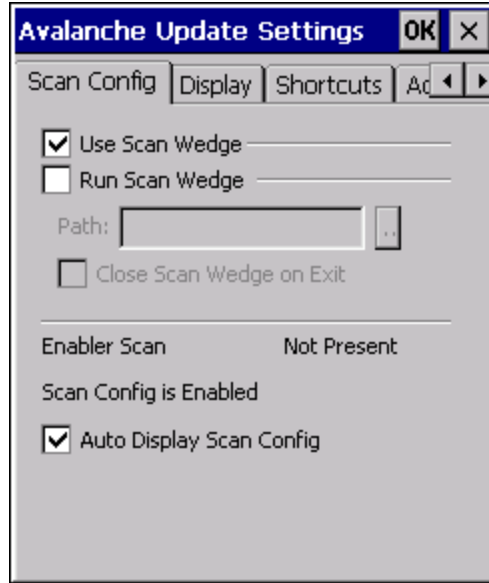 Avalanche Update Settings OK
Scan Config Display Shortcuts
Use Scan Wedge
Run Scan Wedge
Path: ..
Close Scan Wedge on Exit
Enabler Scan Not Present
Scan Config is Enabled
Auto Display Scan Config